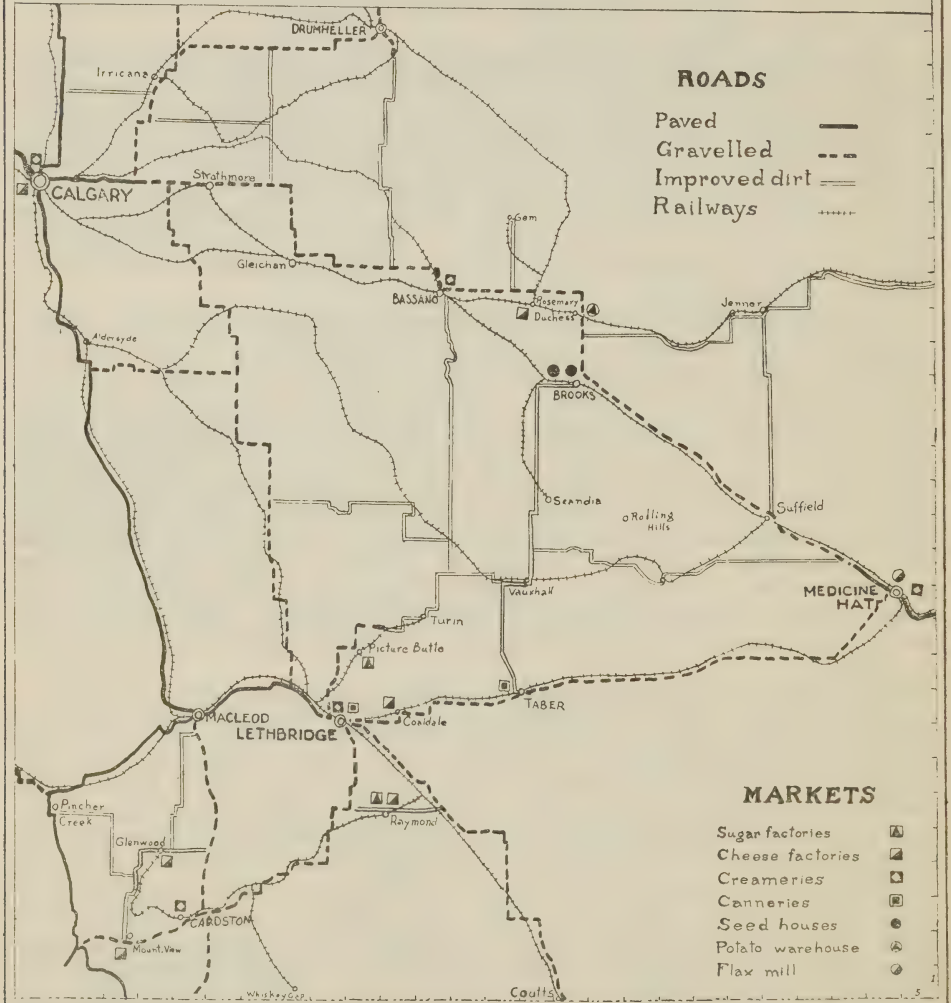 DRUMHELLER
Irricana
ROADS
Paved
Gravelled
Improved dirt
Railways
CALGARY
Strathmore
Gem
Gleichan
BASSANO
Rosemary
Duchess
Jenner
Aldersyde
BROOKS
Scandia
Rolling
Hills
Suffield
Vauxhall
MEDICINE
HAT
Turin
Picture Butte
TABER
Coaldale
MACLEOD
LETHBRIDGE
Pincher
Creek
Raymond
Glenwood
CARDSTON
Mount.View
Whiskey Gap
Coutts
MARKETS
Sugar factories
Cheese factories
Creameries
Canneries
Seed houses
Potato warehouse
Flax mill
5